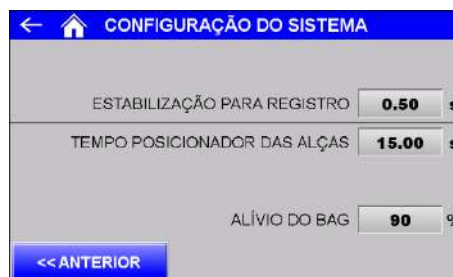 CONFIGURAÇÃO DO SISTEMA
ESTABILIZAÇÃO PARA REGISTRO 0.50 s
TEMPO POSICIONADOR DAS ALÇAS 15.00 s
ALÍVIO DO BAG 90 %
<< ANTERIOR